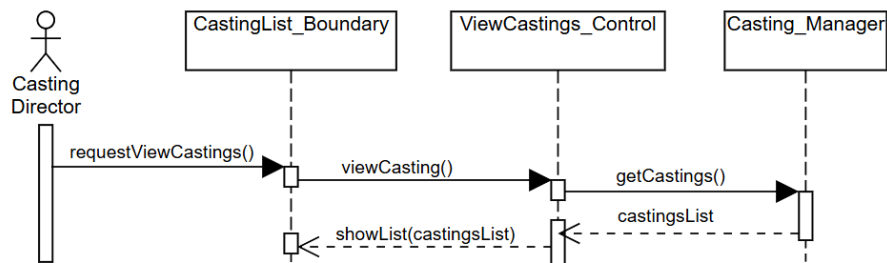 CastingList_Boundary
ViewCastings_Control
Casting_Manager
Casting
Director
requestViewCastings()
viewCasting()
getCastings()
castingsList
showList(castingsList)